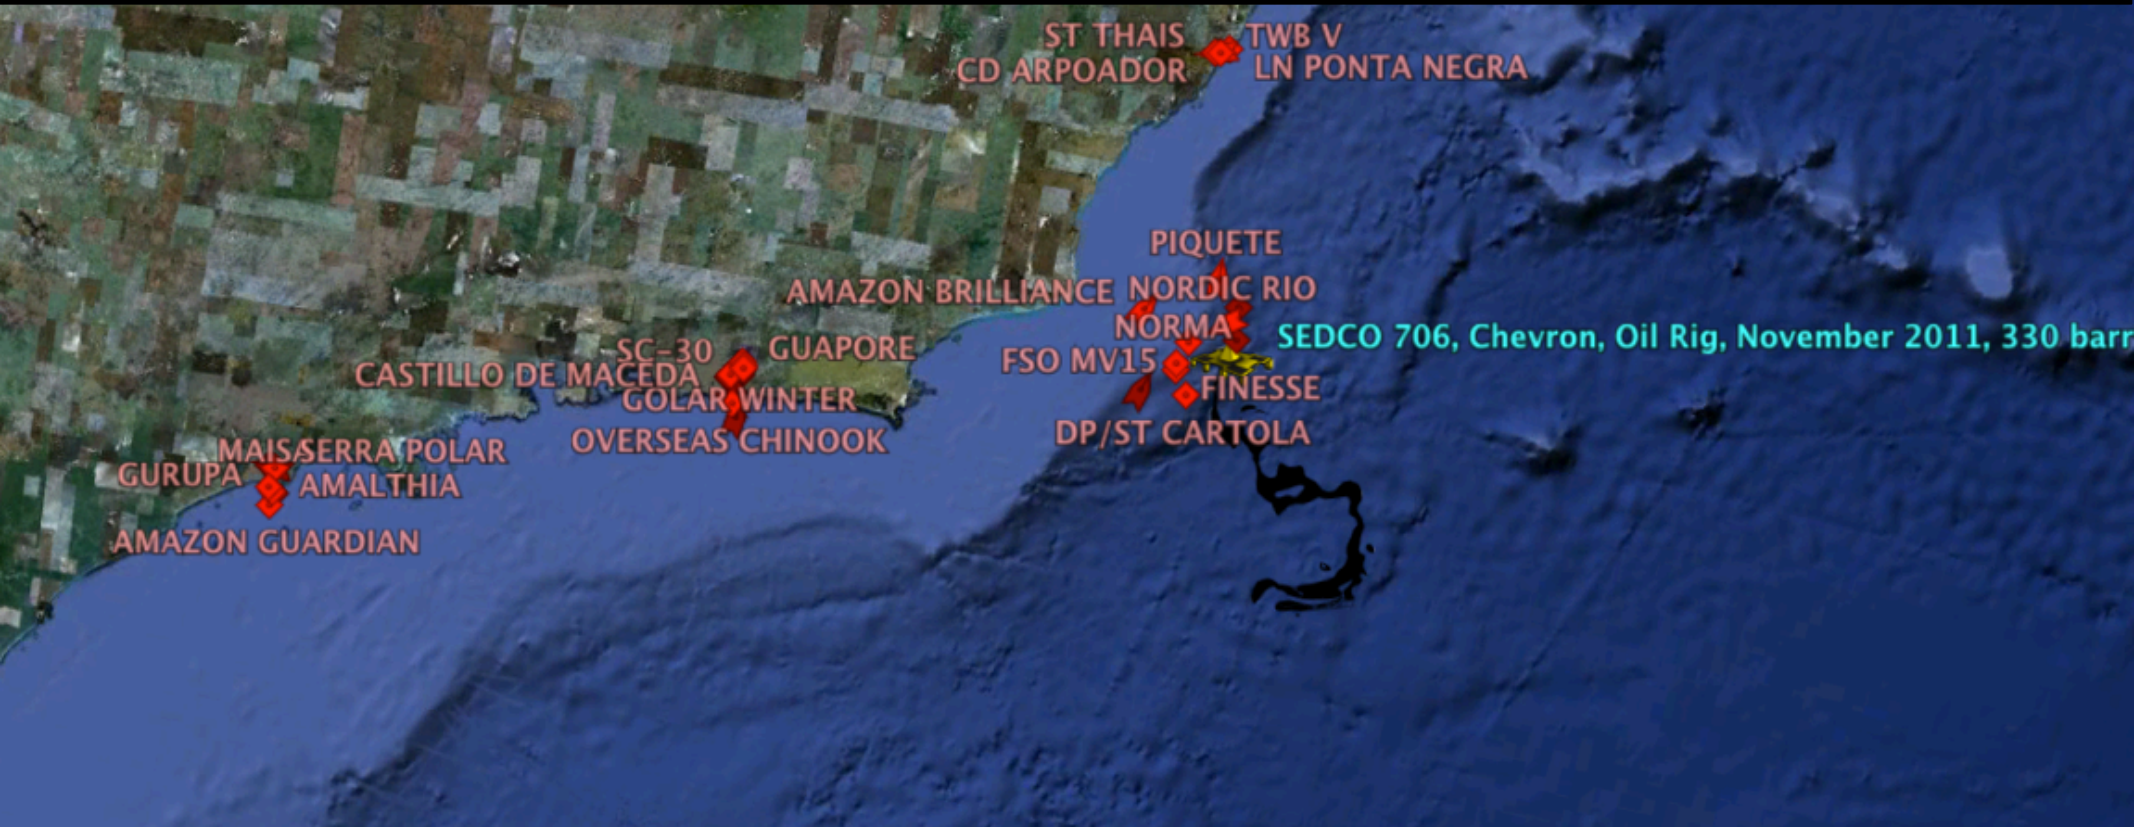 ST THAIS
TWB V
CD ARPOADOR
LN PONTA NEGRA
PIQUETE
AMAZON BRILLIANCE
NORDIC RIO
NORMA
SEDCO 706, Chevron, Oil Rig, November 2011, 330 barr
SC-30
GUAPORE
FSO MV15
CASTILLO DE MACEDA
FINESSE
GOLAR WINTER
DP/ST CARTOLA
OVERSEAS CHINOOK
MAISA
SERRA POLAR
GURUPA
AMALTHIA
AMAZON GUARDIAN